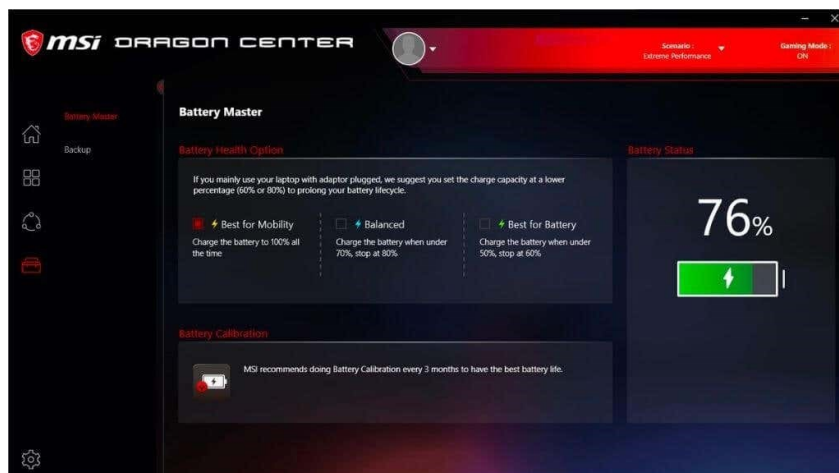 msi DRAGON CENTER
Scenario :
Extreme Performance
Gaming Mode :
ON
Battery Master
Backup
Battery Master
Battery Health Option
If you mainly use your laptop with adaptor plugged, we suggest you set the charge capacity at a lower
percentage (60% or 80%) to prolong your battery lifecycle.
Best for Mobility
Charge the battery to 100% all
the time
Balanced
Charge the battery when under
70%, stop at 80%
Best for Battery
Charge the battery when under
50%, stop at 60%
Battery Status
76%
Battery Calibration
MSI recommends doing Battery Calibration every 3 months to have the best battery life.